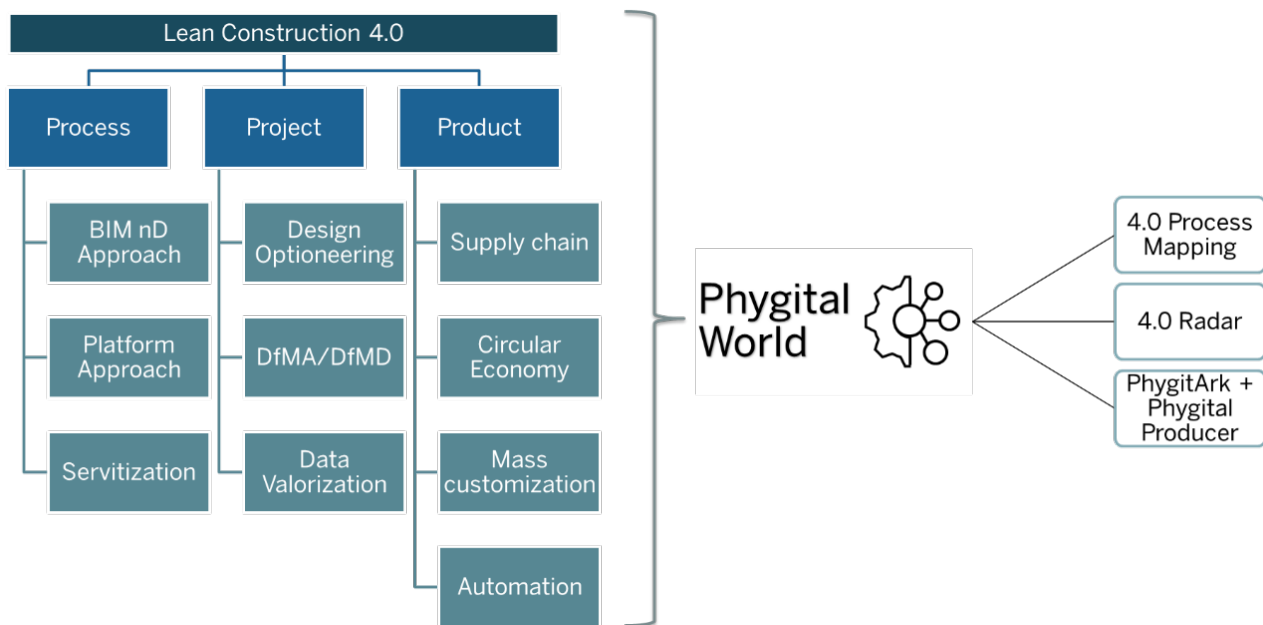 Lean Construction 4.0
Process
Project
Product
BIM nD
Approach
Design
Optioneering
Supply chain
Platform
Approach
DfMA/DfMD
Circular
Economy
Servitization
Data
Valorization
Mass
customization
Automation
Phygital
World
4.0 Process
Mapping
4.0 Radar
PhygitArk +
Phygital
Producer